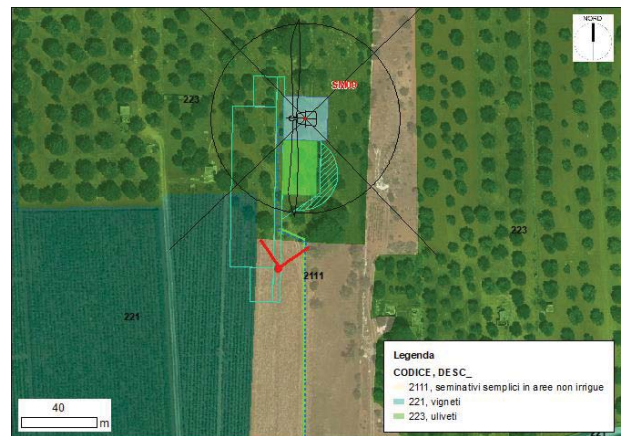 NORD
223
223
2111
221
40
m
Legenda
CODICE, DESC_
2111, seminativi semplici in aree non irrigue
221, vigneti
223, uliveti
221